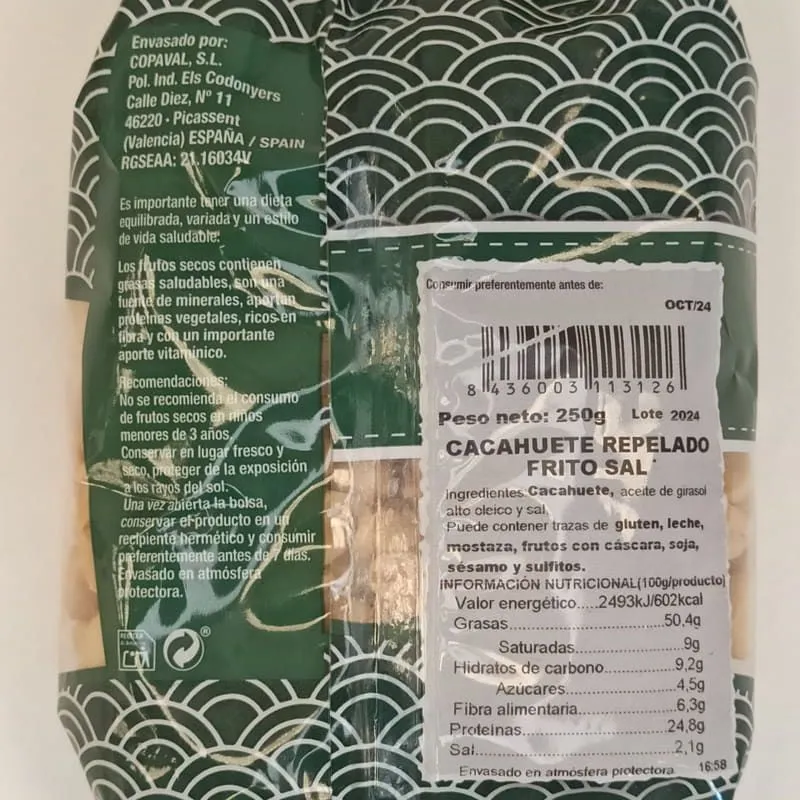 Envasado por:
COPAVAL, S.L.
Pol. Ind. Els Codonyers
Calle Diez, Nº 11
46220 - Picassent
(Valencia) ESPAÑA / SPAIN
RGSEAA: 21.16034V
Es importante tener una dieta
equilibrada, variada y un estilo
de vida saludable.
Los frutos secos contienen
grasas saludables, son una
fuente de minerales, aportan
proteínas vegetales, ricos en
fibra y con un importante
aporte vitamínico.
Recomendaciones:
No se recomienda el consumo
de frutos secos en niños
menores de 3 años.
Conservar en lugar fresco y
seco, proteger de la exposición
a los rayos del sol.
Una vez abierta la bolsa,
conservar el producto en un
recipiente hermético y consumir
preferentemente antes de 7 días.
Envasado en atmósfera
protectora.
Consumir preferentemente antes de:
OCT/24
8 436003 113126
Peso neto: 250g Lote 2024
CACAHUETE REPELADO
FRITO SAL
Ingredientes: Cacahuete, aceite de girasol
alto oleico y sal.
Puede contener trazas de gluten, leche,
mostaza, frutos con cáscara, soja,
sésamo y sulfitos.
INFORMACIÓN NUTRICIONAL(100g/producto)
Valor energético.....2493kJ/602kcal
Grasas..........50,4g
Saturadas..........9g
Hidratos de carbono..........9,2g
Azúcares..........4,5g
Fibra alimentaria..........6,3g
Proteinas..........24,8g
Sal..........2,1g
Envasado en atmósfera protectora 16:58